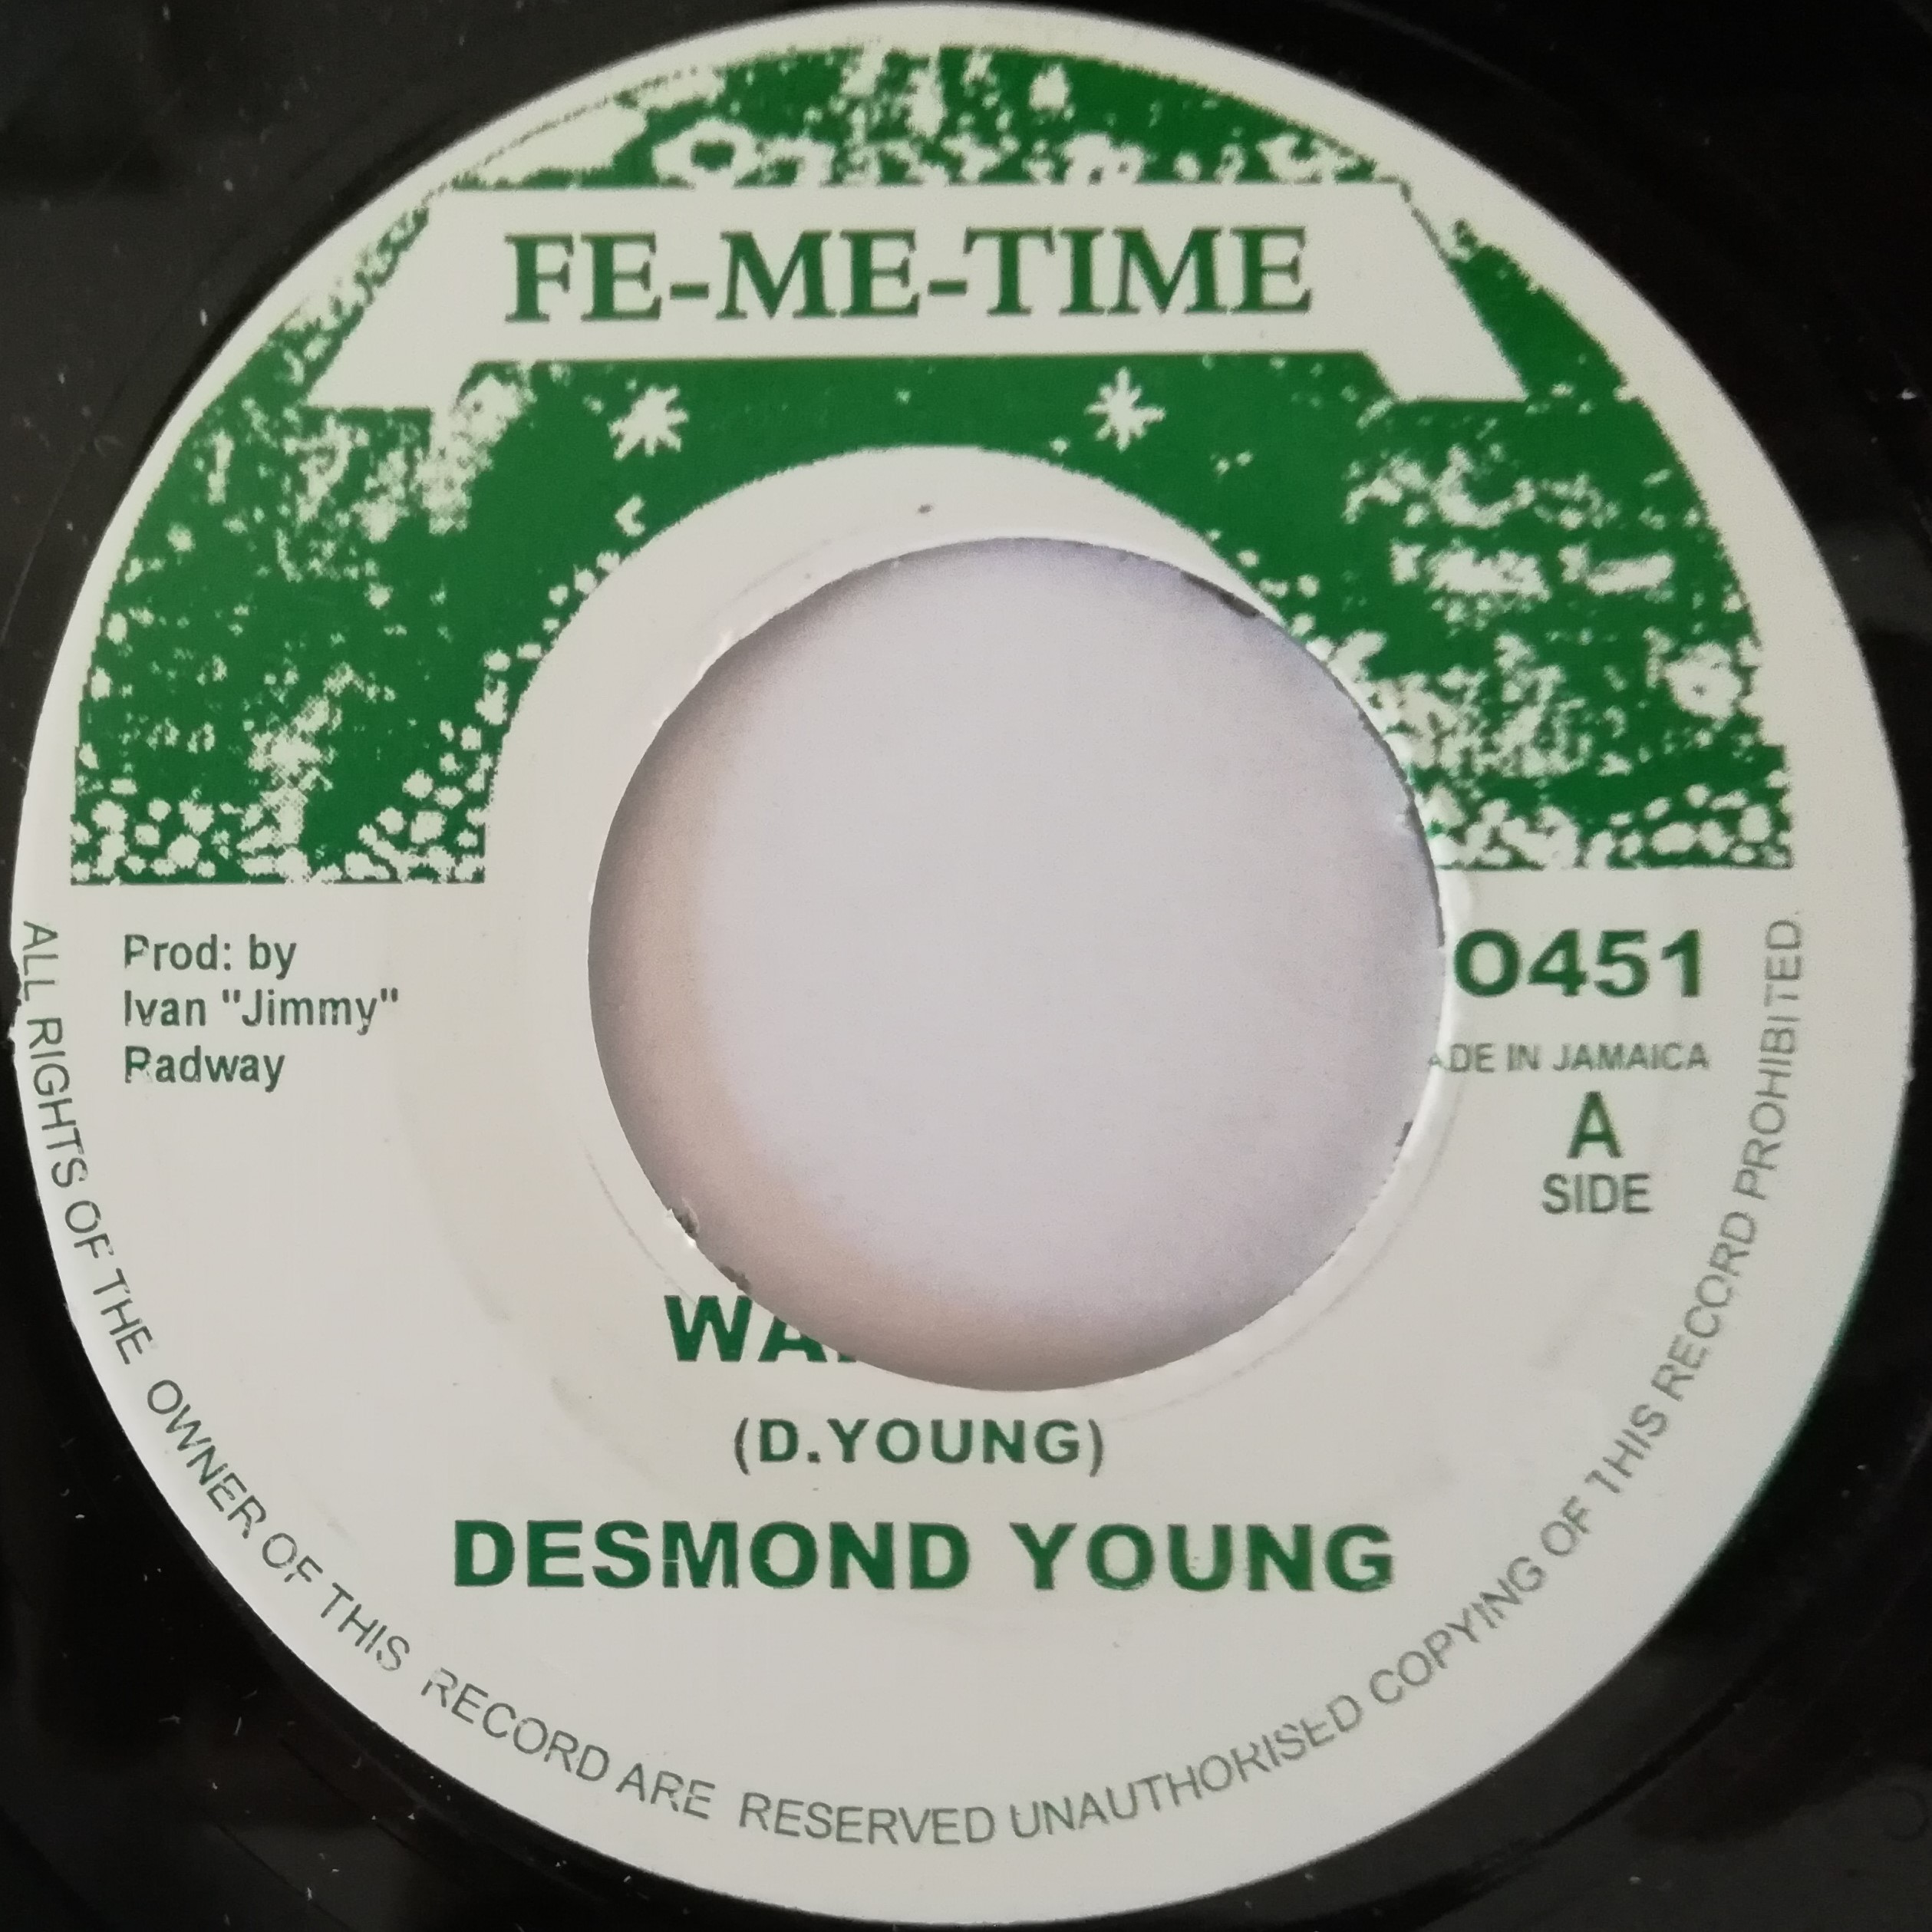 FE-ME-TIME
Prod: by
Ivan "Jimmy"
Radway
0451
ADE IN JAMAICA
A
SIDE
(D.YOUNG)
DESMOND YOUNG
ALL RIGHTS OF THE OWNER OF THIS RECORD ARE RESERVED UNAUTHORISED COPYING OF THIS RECORD PROHIBITED.